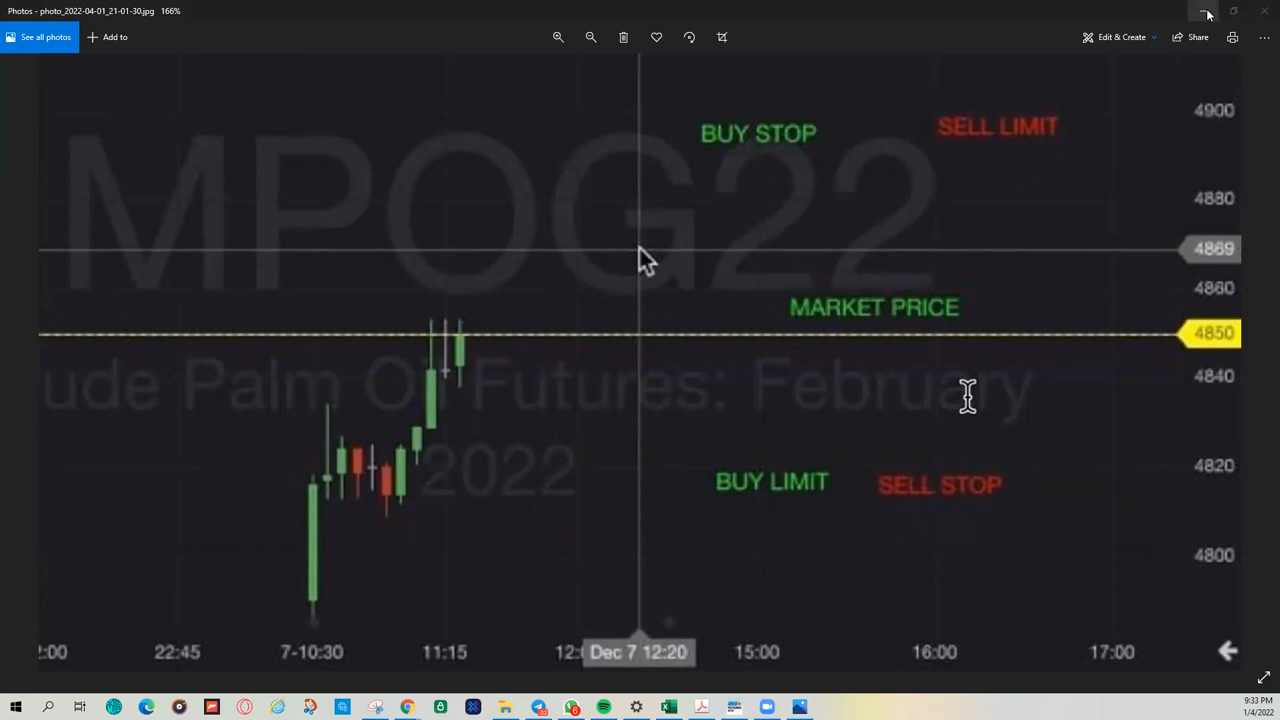 Photos - photo_2022-04-01_21-01-30.jpg 166%
See all photos
Add to
Edit & Create
Share
BUY STOP
SELL LIMIT
4900
MPOG22
4880
4869
4860
MARKET PRICE
4850
ude Palm Oil Futures: February
4840
2022
4820
BUY LIMIT
SELL STOP
4800
:00
22:45
7-10:30
11:15
12:
Dec 7 12:20
15:00
16:00
17:00
9:33 PM
1/4/2022